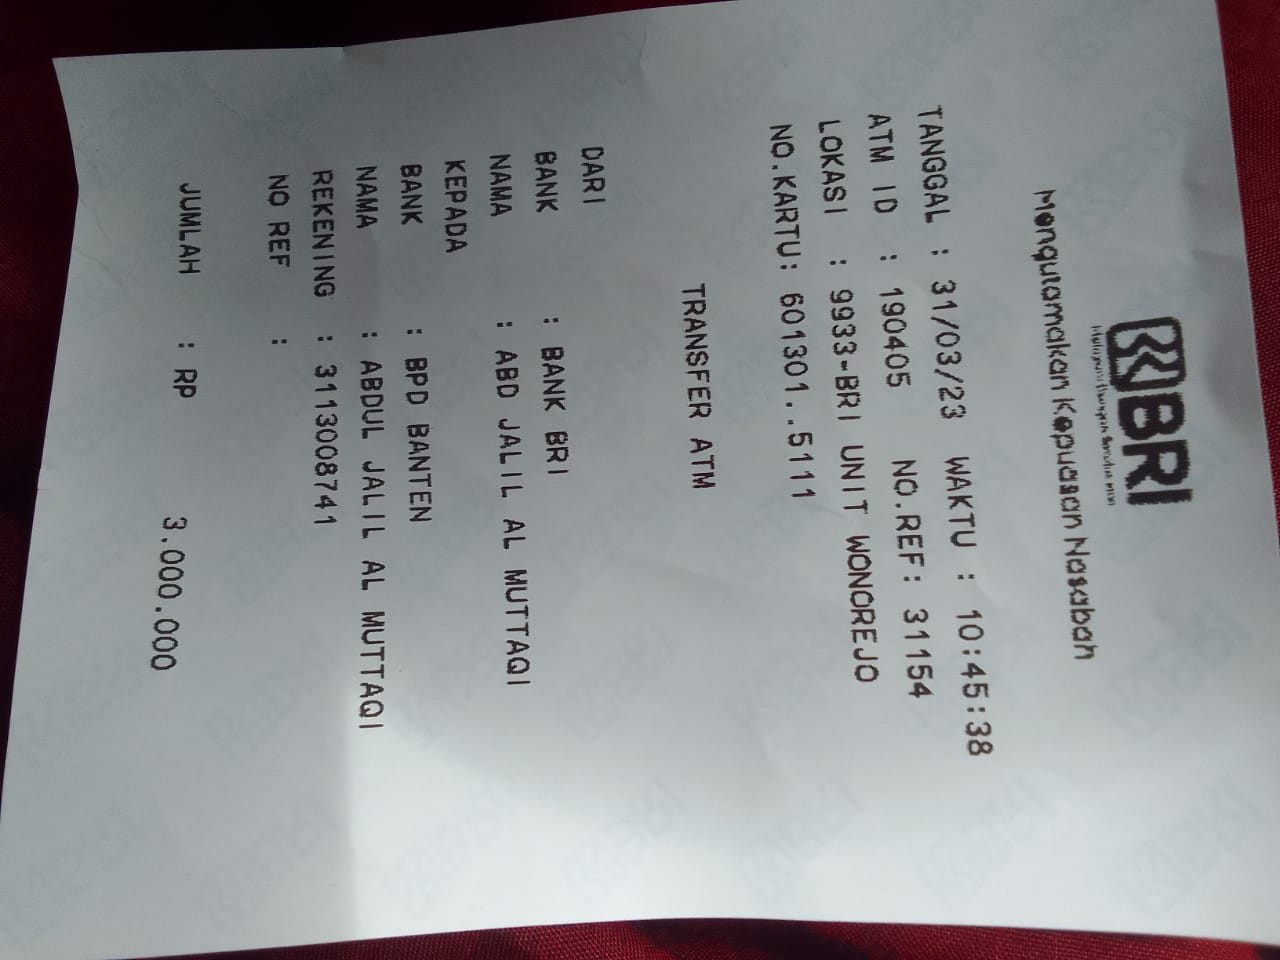 BRI
Mengutamakan Kepuasan Nasabah
TANGGAL : 31/03/23 WAKTU : 10:45:38
ATM ID : 190405 NO.REF: 31154
LOKASI : 9933-BRI UNIT WONOREJO
NO.KARTU: 601301..5111
TRANSFER ATM
DARI
BANK : BANK BRI
NAMA : ABD JALIL AL MUTTAQI
KEPADA
BANK : BPD BANTEN
NAMA : ABDUL JALIL AL MUTTAQI
REKENING : 3113008741
NO REF :
JUMLAH : RP 3.000.000